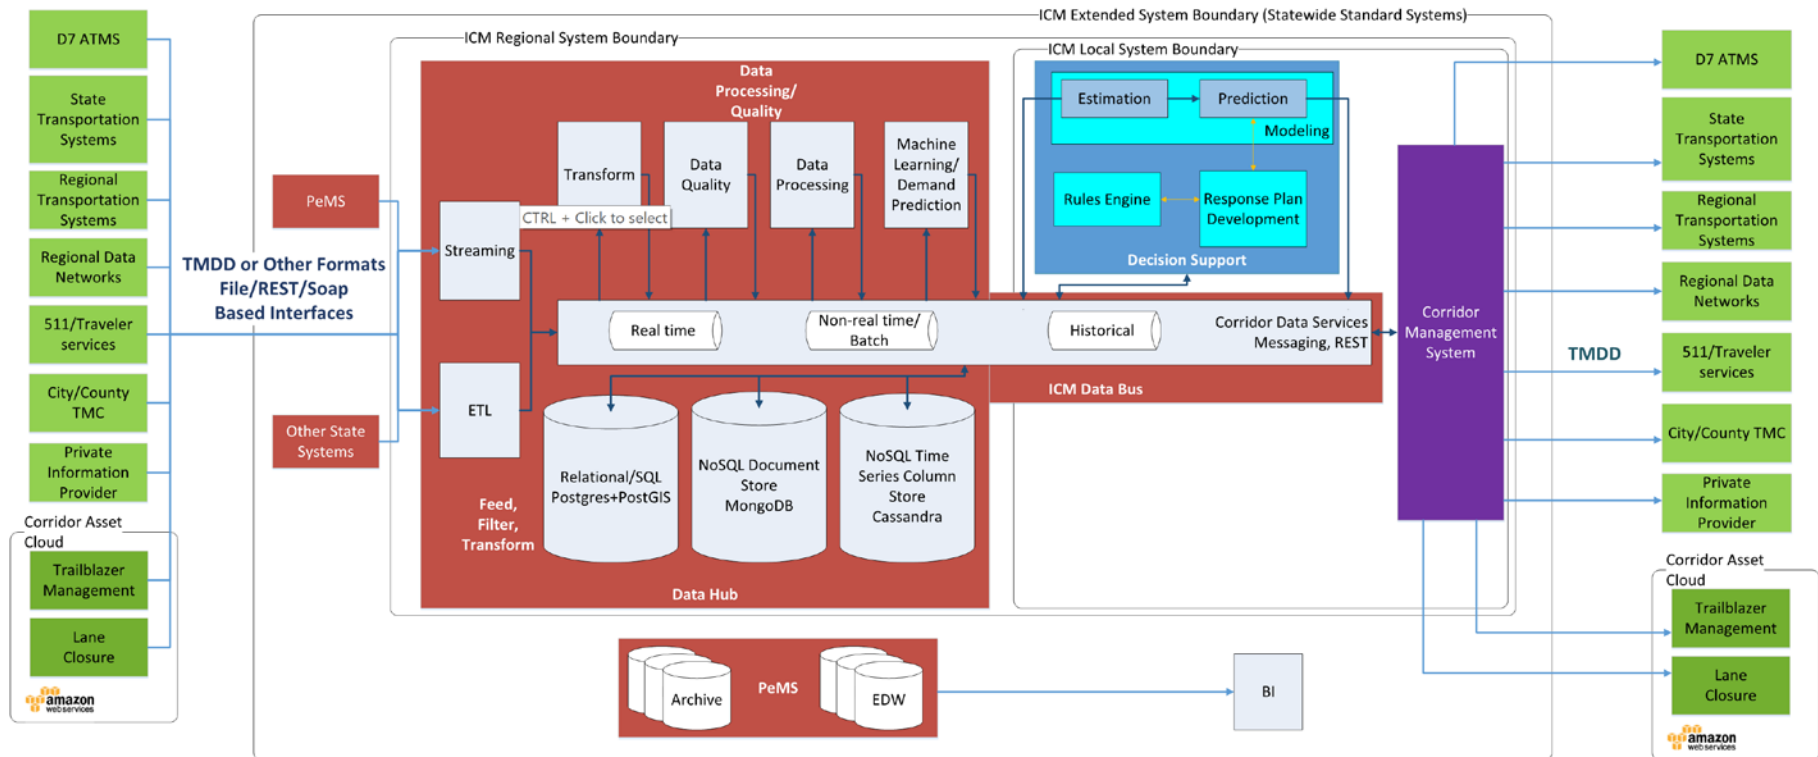 D7 ATMS
State
Transportation
Systems
Regional
Transportation
Systems
Regional Data
Networks
511/Traveler
services
City/County
TMC
Private
Information
Provider
Corridor Asset
Cloud
Trailblazer
Management
Lane
Closure
amazon
webservices
TMDD or Other Formats
File/REST/Soap
Based Interfaces
ICM Extended System Boundary (Statewide Standard Systems)
PeMS
Other State
Systems
ICM Regional System Boundary
Data
Processing/
Quality
Transform
Data
Quality
Data
Processing
Machine
Learning/
Demand
Prediction
CTRL + Click to select
Streaming
ETL
Real time
Non-real time/
Batch
Historical
Corridor Data Services
Messaging, REST
ICM Data Bus
Relational/SQL
Postgres+PostGIS
NoSQL Document
Store
MongoDB
NoSQL Time
Series Column
Store
Cassandra
Feed,
Filter,
Transform
Data Hub
ICM Local System Boundary
Estimation
Prediction
Modeling
Rules Engine
Response Plan
Development
Decision Support
Corridor
Management
System
Archive
PeMS
EDW
BI
TMDD
D7 ATMS
State
Transportation
Systems
Regional
Transportation
Systems
Regional Data
Networks
511/Traveler
services
City/County TMC
Private
Information
Provider
Corridor Asset
Cloud
Trailblazer
Management
Lane
Closure
amazon
webservices